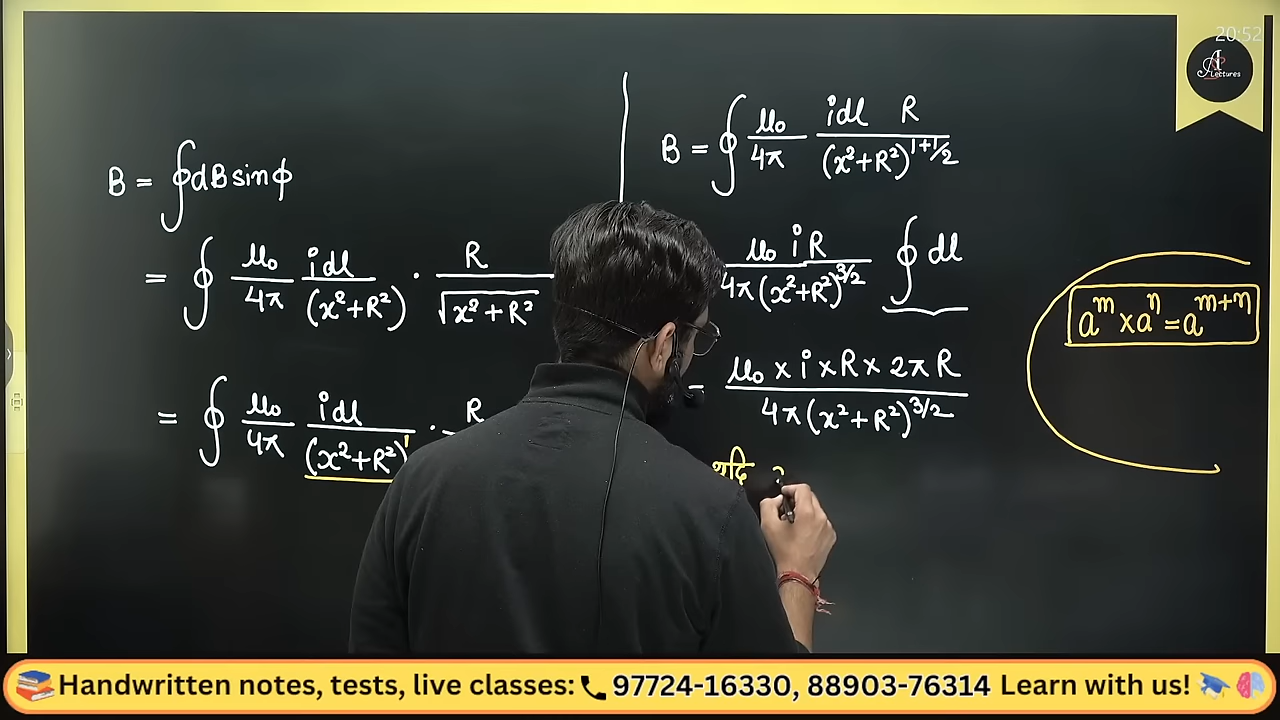 20:52
A
Lectures
B = ∮dB sinϕ
= ∮ μ₀/4π idl/(x²+R²) · R/√(x²+R²)
= ∮ μ₀/4π idl/(x²+R²)¹ · R
B = ∮ μ₀/4π idl R/(x²+R²)^(1+1/2)
μ₀ i R/4π(x²+R²)^(3/2) ∮ dl
= μ₀ × i × R × 2π R/4π(x²+R²)^(3/2)
यदि
a^m × a^n = a^(m+n)
Handwritten notes, tests, live classes: 97724-16330, 88903-76314 Learn with us!